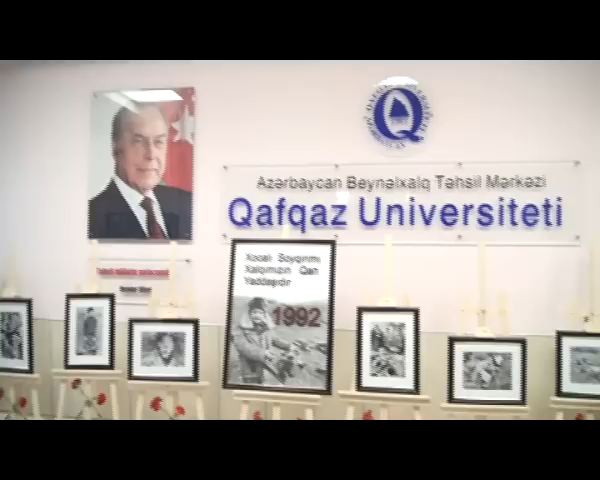 Azərbaycan Beynəlxalq Təhsil Mərkəzi
Qafqaz Universiteti
Xocalı Soyqırımı
Xalqımızın Qan
Yaddaşıdır
1992